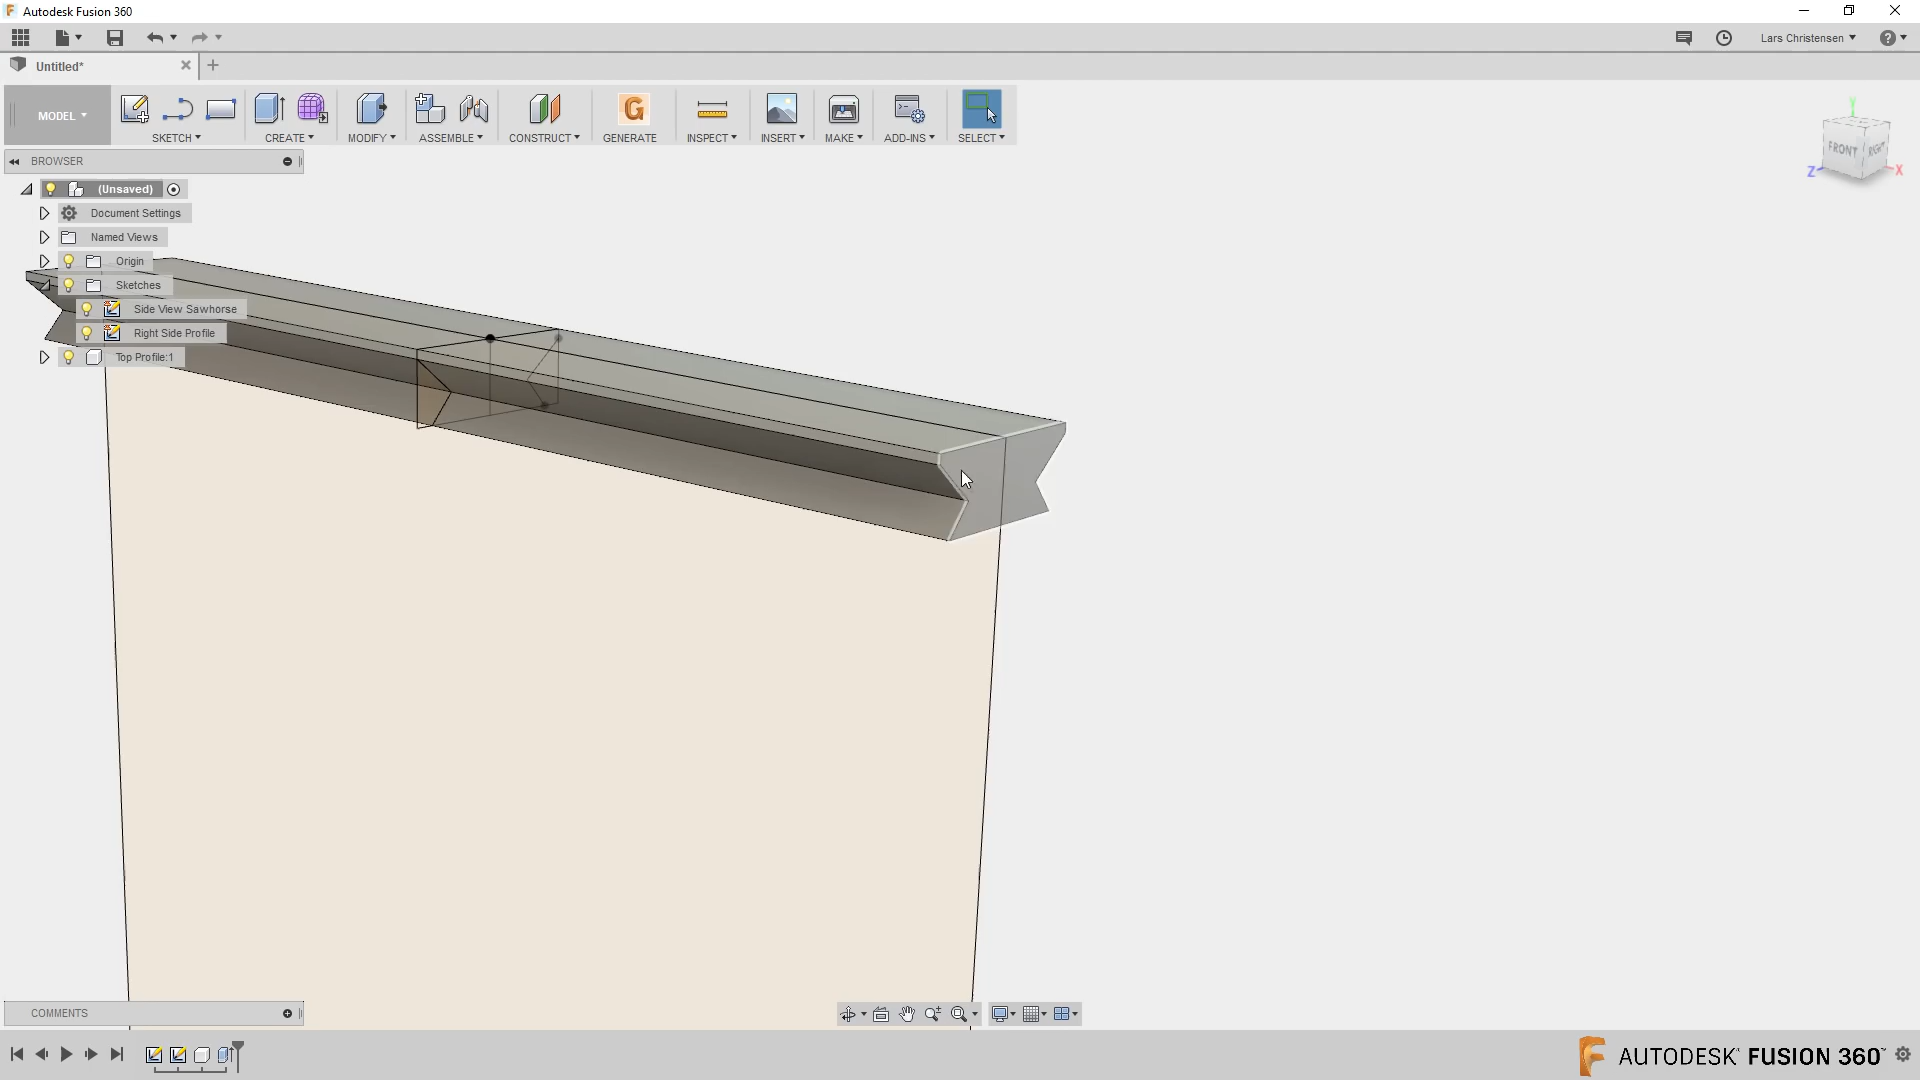 Autodesk Fusion 360
Lars Christensen
Untitled*
MODEL
SKETCH
CREATE
MODIFY
ASSEMBLE
CONSTRUCT
GENERATE
INSPECT
INSERT
MAKE
ADD-INS
SELECT
BROWSER
(Unsaved)
Document Settings
Named Views
Origin
Sketches
Side View Sawhorse
Right Side Profile
Top Profile:1
Y
FRONT
RIGHT
Z
X
COMMENTS
AUTODESK FUSION 360™